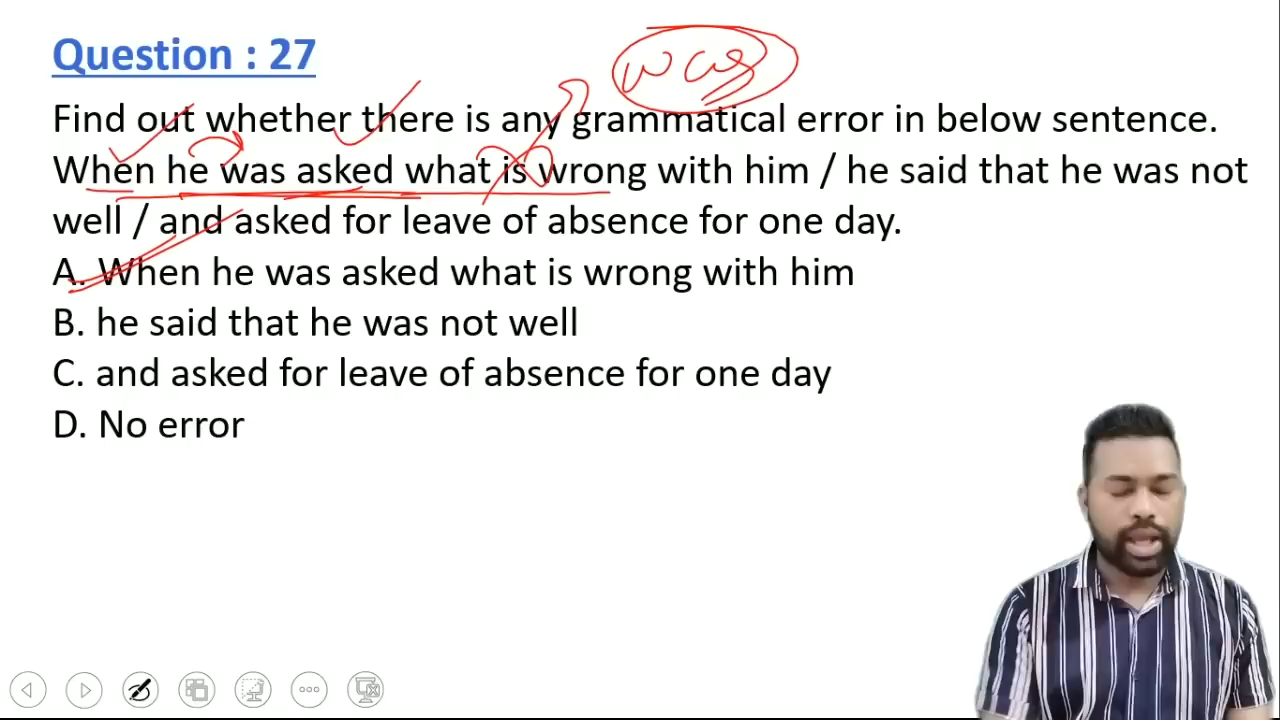 Question : 27
was
Find out whether there is any grammatical error in below sentence.
When he was asked what is wrong with him / he said that he was not
well / and asked for leave of absence for one day.
A. When he was asked what is wrong with him
B. he said that he was not well
C. and asked for leave of absence for one day
D. No error